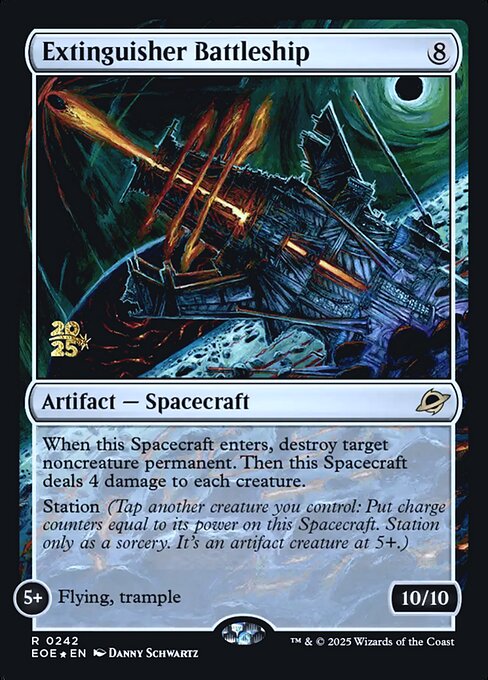 Extinguisher Battleship
8
20
25
Artifact — Spacecraft
When this Spacecraft enters, destroy target
noncreature permanent. Then this Spacecraft
deals 4 damage to each creature.
Station (Tap another creature you control: Put charge
counters equal to its power on this Spacecraft. Station
only as a sorcery. It's an artifact creature at 5+.)
5+ Flying, trample
10/10
R 0242
EOE ★ EN Danny Schwartz
™ & © 2025 Wizards of the Coast